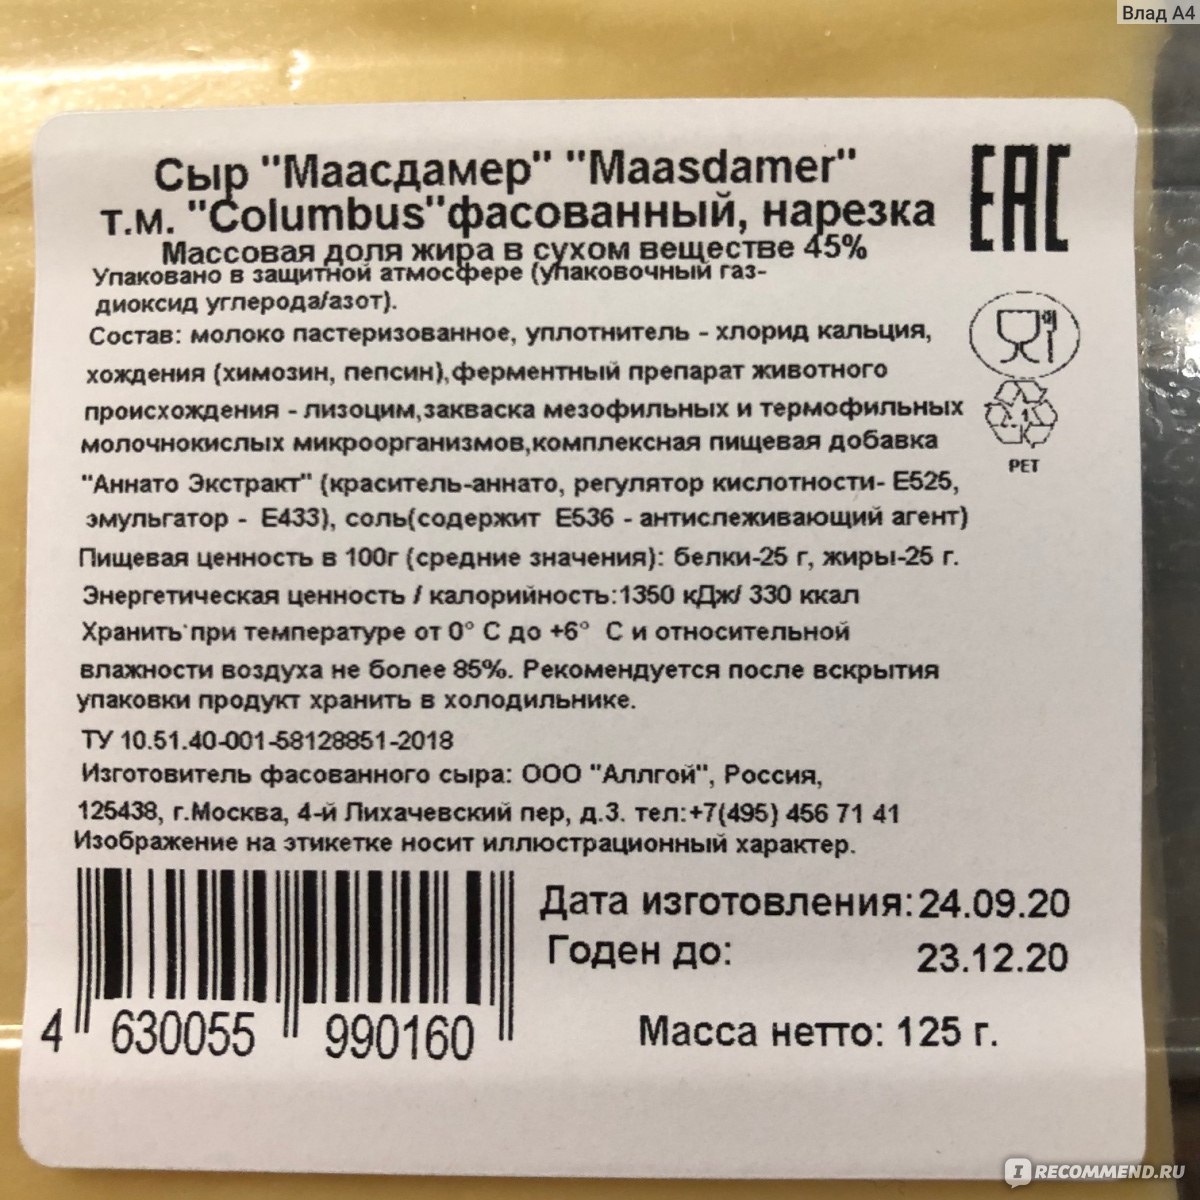 Влад А4
Сыр "Маасдамер" "Maasdamer"
т.м. "Columbus"фасованный, нарезка
Массовая доля жира в сухом веществе 45%
Упаковано в защитной атмосфере (упаковочный газ-
диоксид углерода/азот).
Состав: молоко пастеризованное, уплотнитель - хлорид кальция,
хождения (химозин, пепсин),ферментный препарат животного
происхождения - лизоцим,закваска мезофильных и термофильных
молочнокислых микроорганизмов,комплексная пищевая добавка
"Аннато Экстракт" (краситель-аннато, регулятор кислотности- Е525,
эмульгатор - Е433), соль(содержит Е536 - антислеживающий агент)
Пищевая ценность в 100г (средние значения): белки-25 г, жиры-25 г.
Энергетическая ценность / калорийность:1350 кДж/ 330 ккал
Хранить при температуре от 0° С до +6° С и относительной
влажности воздуха не более 85%. Рекомендуется после вскрытия
упаковки продукт хранить в холодильнике.
ТУ 10.51.40-001-58128851-2018
Изготовитель фасованного сыра: ООО "Аллгой", Россия,
125438, г.Москва, 4-й Лихачевский пер, д.3. тел:+7(495) 456 71 41
Изображение на этикетке носит иллюстрационный характер.
Дата изготовления:24.09.20
Годен до: 23.12.20
Масса нетто: 125 г.
4 630055 990160
EAC
1
PET
IRECOMMEND.RU